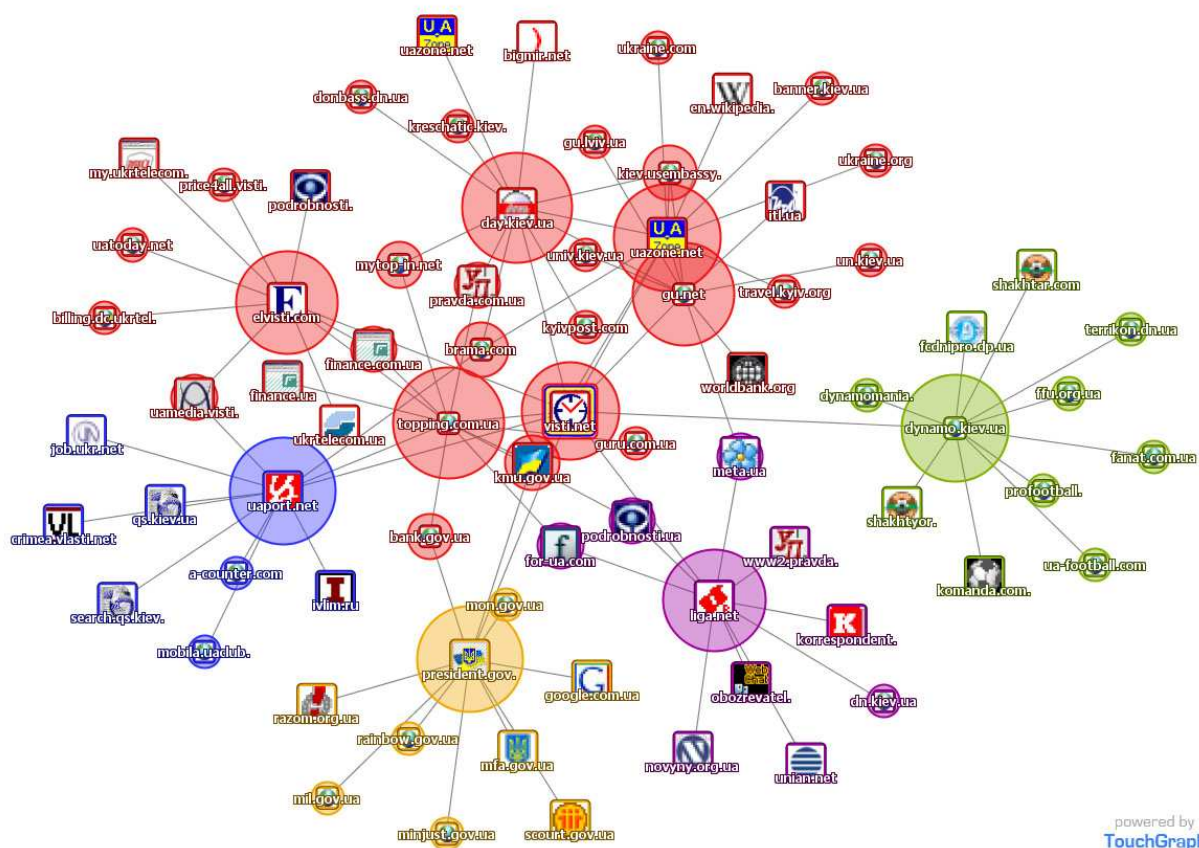 uazone.net
bigmir.net
ukraine.com
banner.kiev.ua
donbass.dn.ua
en.wikipedia.
kreschatic.kiev.
gu.lviv.ua
ukraine.org
my.ukrtelecom.
price4all.visti.
podrobnosti.
kiev.usembassy.
day.kiev.ua
itl.ua
uatoday.net
mytop-in.net
univ.kiev.ua
uazone.net
un.kiev.ua
shakhtar.com
pravda.com.ua
gu.net
travel.kyiv.org
billing.dc.ukrtel.
elvisti.com
kyivpost.com
fcdnipro.dp.ua
terrikon.dn.ua
brama.com
finance.com.ua
worldbank.org
finance.ua
dynamomania.
ffu.org.ua
uamedia.visti.
ukrtelecom.ua
topping.com.ua
visti.net
dynamo.kiev.ua
job.ukr.net
guru.com.ua
meta.ua
fanat.com.ua
kmu.gov.ua
profootball.
uaport.net
qs.kiev.ua
shakhtyor.
crimea.vlasti.net
bank.gov.ua
podrobnosti.ua
for-ua.com
www2.pravda.
ua-football.com
a-counter.com
komanda.com.
search.qs.kiev.
ivlim.ru
mon.gov.ua
liga.net
korrespondent.
mobila.uaclub.
president.gov.
google.com.ua
obozrevatel.
dn.kiev.ua
razom.org.ua
rainbow.gov.ua
mfa.gov.ua
novyny.org.ua
unian.net
mil.gov.ua
minjust.gov.ua
scourt.gov.ua
powered by
TouchGraph